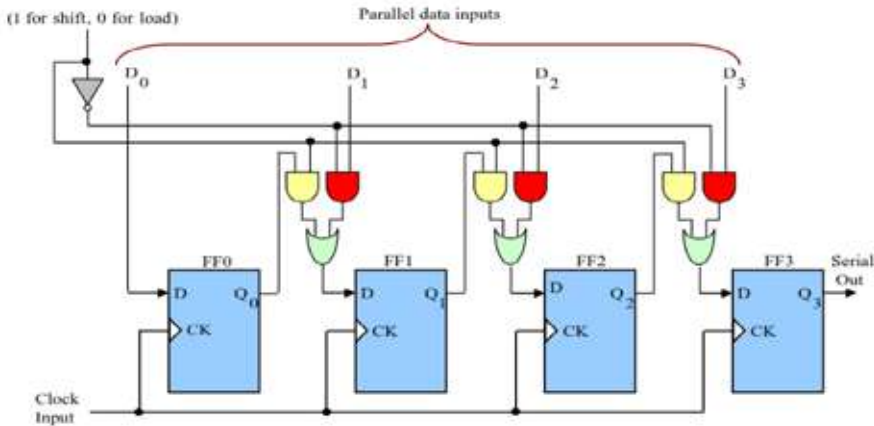 (1 for shift, 0 for load)
Parallel data inputs
D0 D1 D2 D3
FF0 FF1 FF2 FF3 Serial
Out
D Q0 D Q1 D Q2 D Q3
CK CK CK CK
Clock
Input